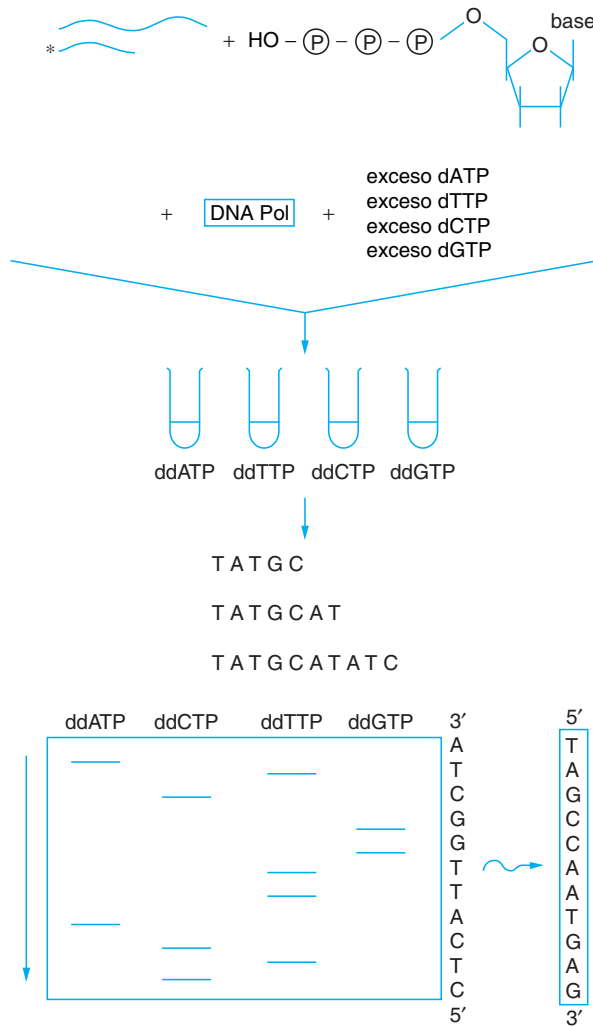 * + HO – P – P – P O O base
+ DNA Pol +
exceso dATP
exceso dTTP
exceso dCTP
exceso dGTP
ddATP ddTTP ddCTP ddGTP
T A T G C
T A T G C A T
T A T G C A T A T C
ddATP ddCTP ddTTP ddGTP
3′ 5′
A T
T A
C G
G C
G C
T A
T A
A T
C G
T A
C G
5′ 3′